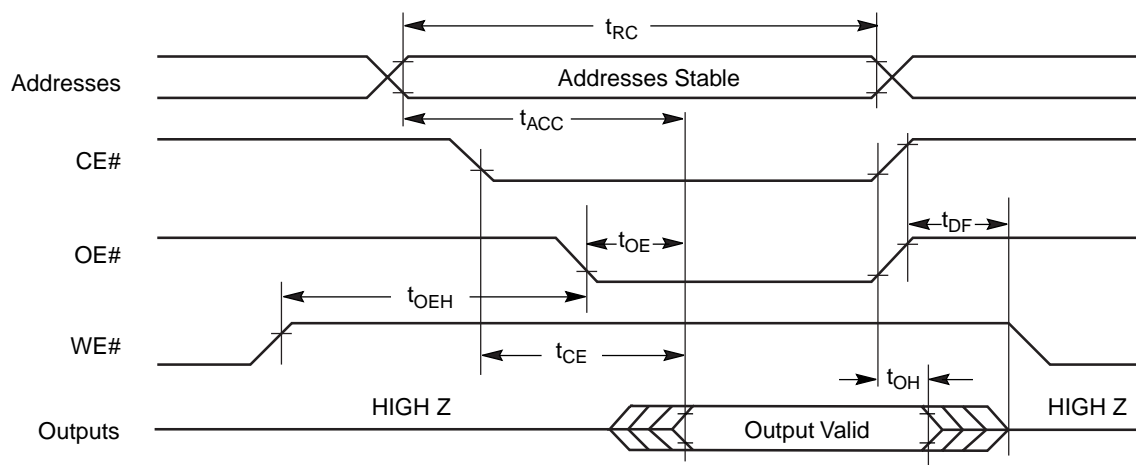 tRC
Addresses
Addresses Stable
tACC
CE#
tDF
OE#
tOE
tOEH
WE#
tCE
tOH
HIGH Z
HIGH Z
Outputs
Output Valid